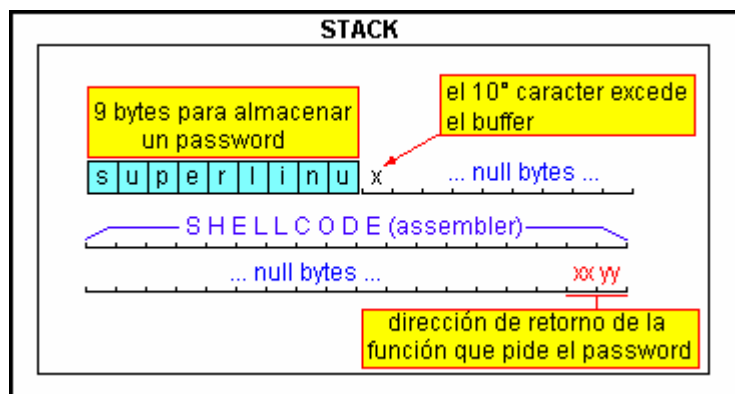 STACK
9 bytes para almacenar
un password
el 10° caracter excede
el buffer
s u p e r l i n u x
... null bytes ...
S H E L L C O D E (assembler)
... null bytes ...
xx yy
dirección de retorno de la
función que pide el password